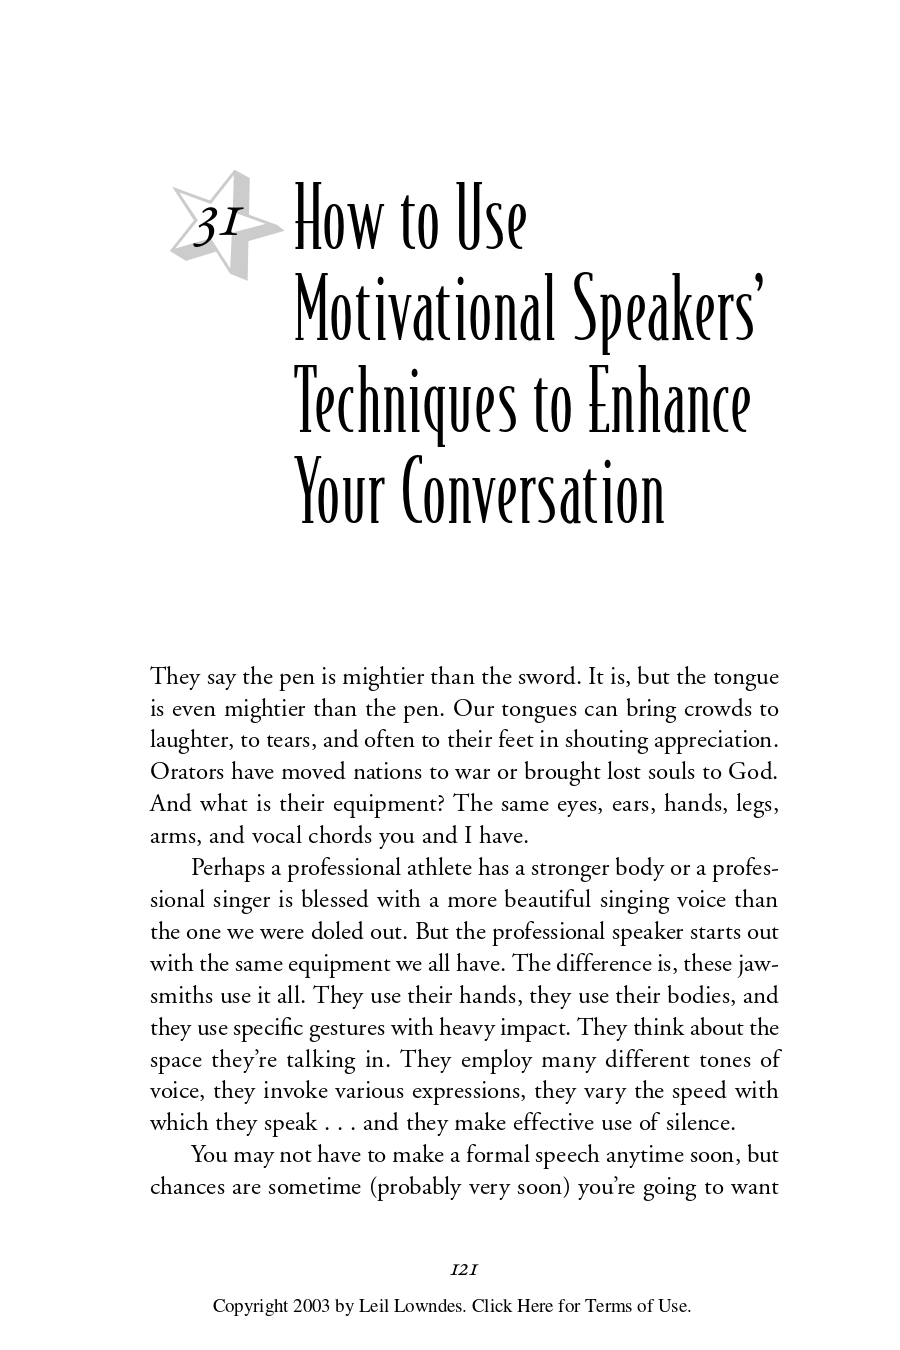 31
How to Use
Motivational Speakers’
Techniques to Enhance
Your Conversation
They say the pen is mightier than the sword. It is, but the tongue
is even mightier than the pen. Our tongues can bring crowds to
laughter, to tears, and often to their feet in shouting appreciation.
Orators have moved nations to war or brought lost souls to God.
And what is their equipment? The same eyes, ears, hands, legs,
arms, and vocal chords you and I have.
Perhaps a professional athlete has a stronger body or a profes-
sional singer is blessed with a more beautiful singing voice than
the one we were doled out. But the professional speaker starts out
with the same equipment we all have. The difference is, these jaw-
smiths use it all. They use their hands, they use their bodies, and
they use specific gestures with heavy impact. They think about the
space they’re talking in. They employ many different tones of
voice, they invoke various expressions, they vary the speed with
which they speak . . . and they make effective use of silence.
You may not have to make a formal speech anytime soon, but
chances are sometime (probably very soon) you’re going to want
121
Copyright 2003 by Leil Lowndes. Click Here for Terms of Use.